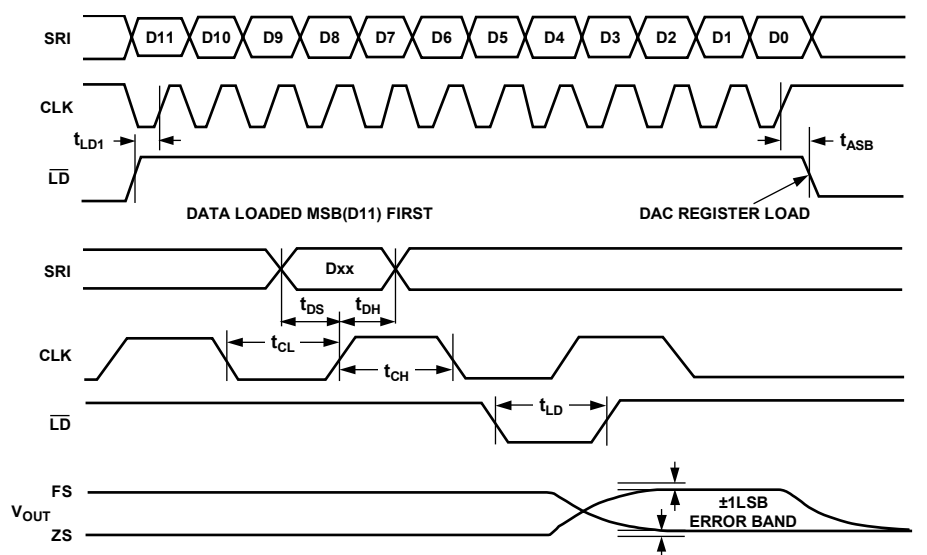 SRI D11 D10 D9 D8 D7 D6 D5 D4 D3 D2 D1 D0
CLK
tLD1
tASB
LD
DATA LOADED MSB(D11) FIRST
DAC REGISTER LOAD
SRI
Dxx
tDS
tDH
CLK
tCL
tCH
LD
tLD
FS
VOUT
ZS
±1LSB
ERROR BAND